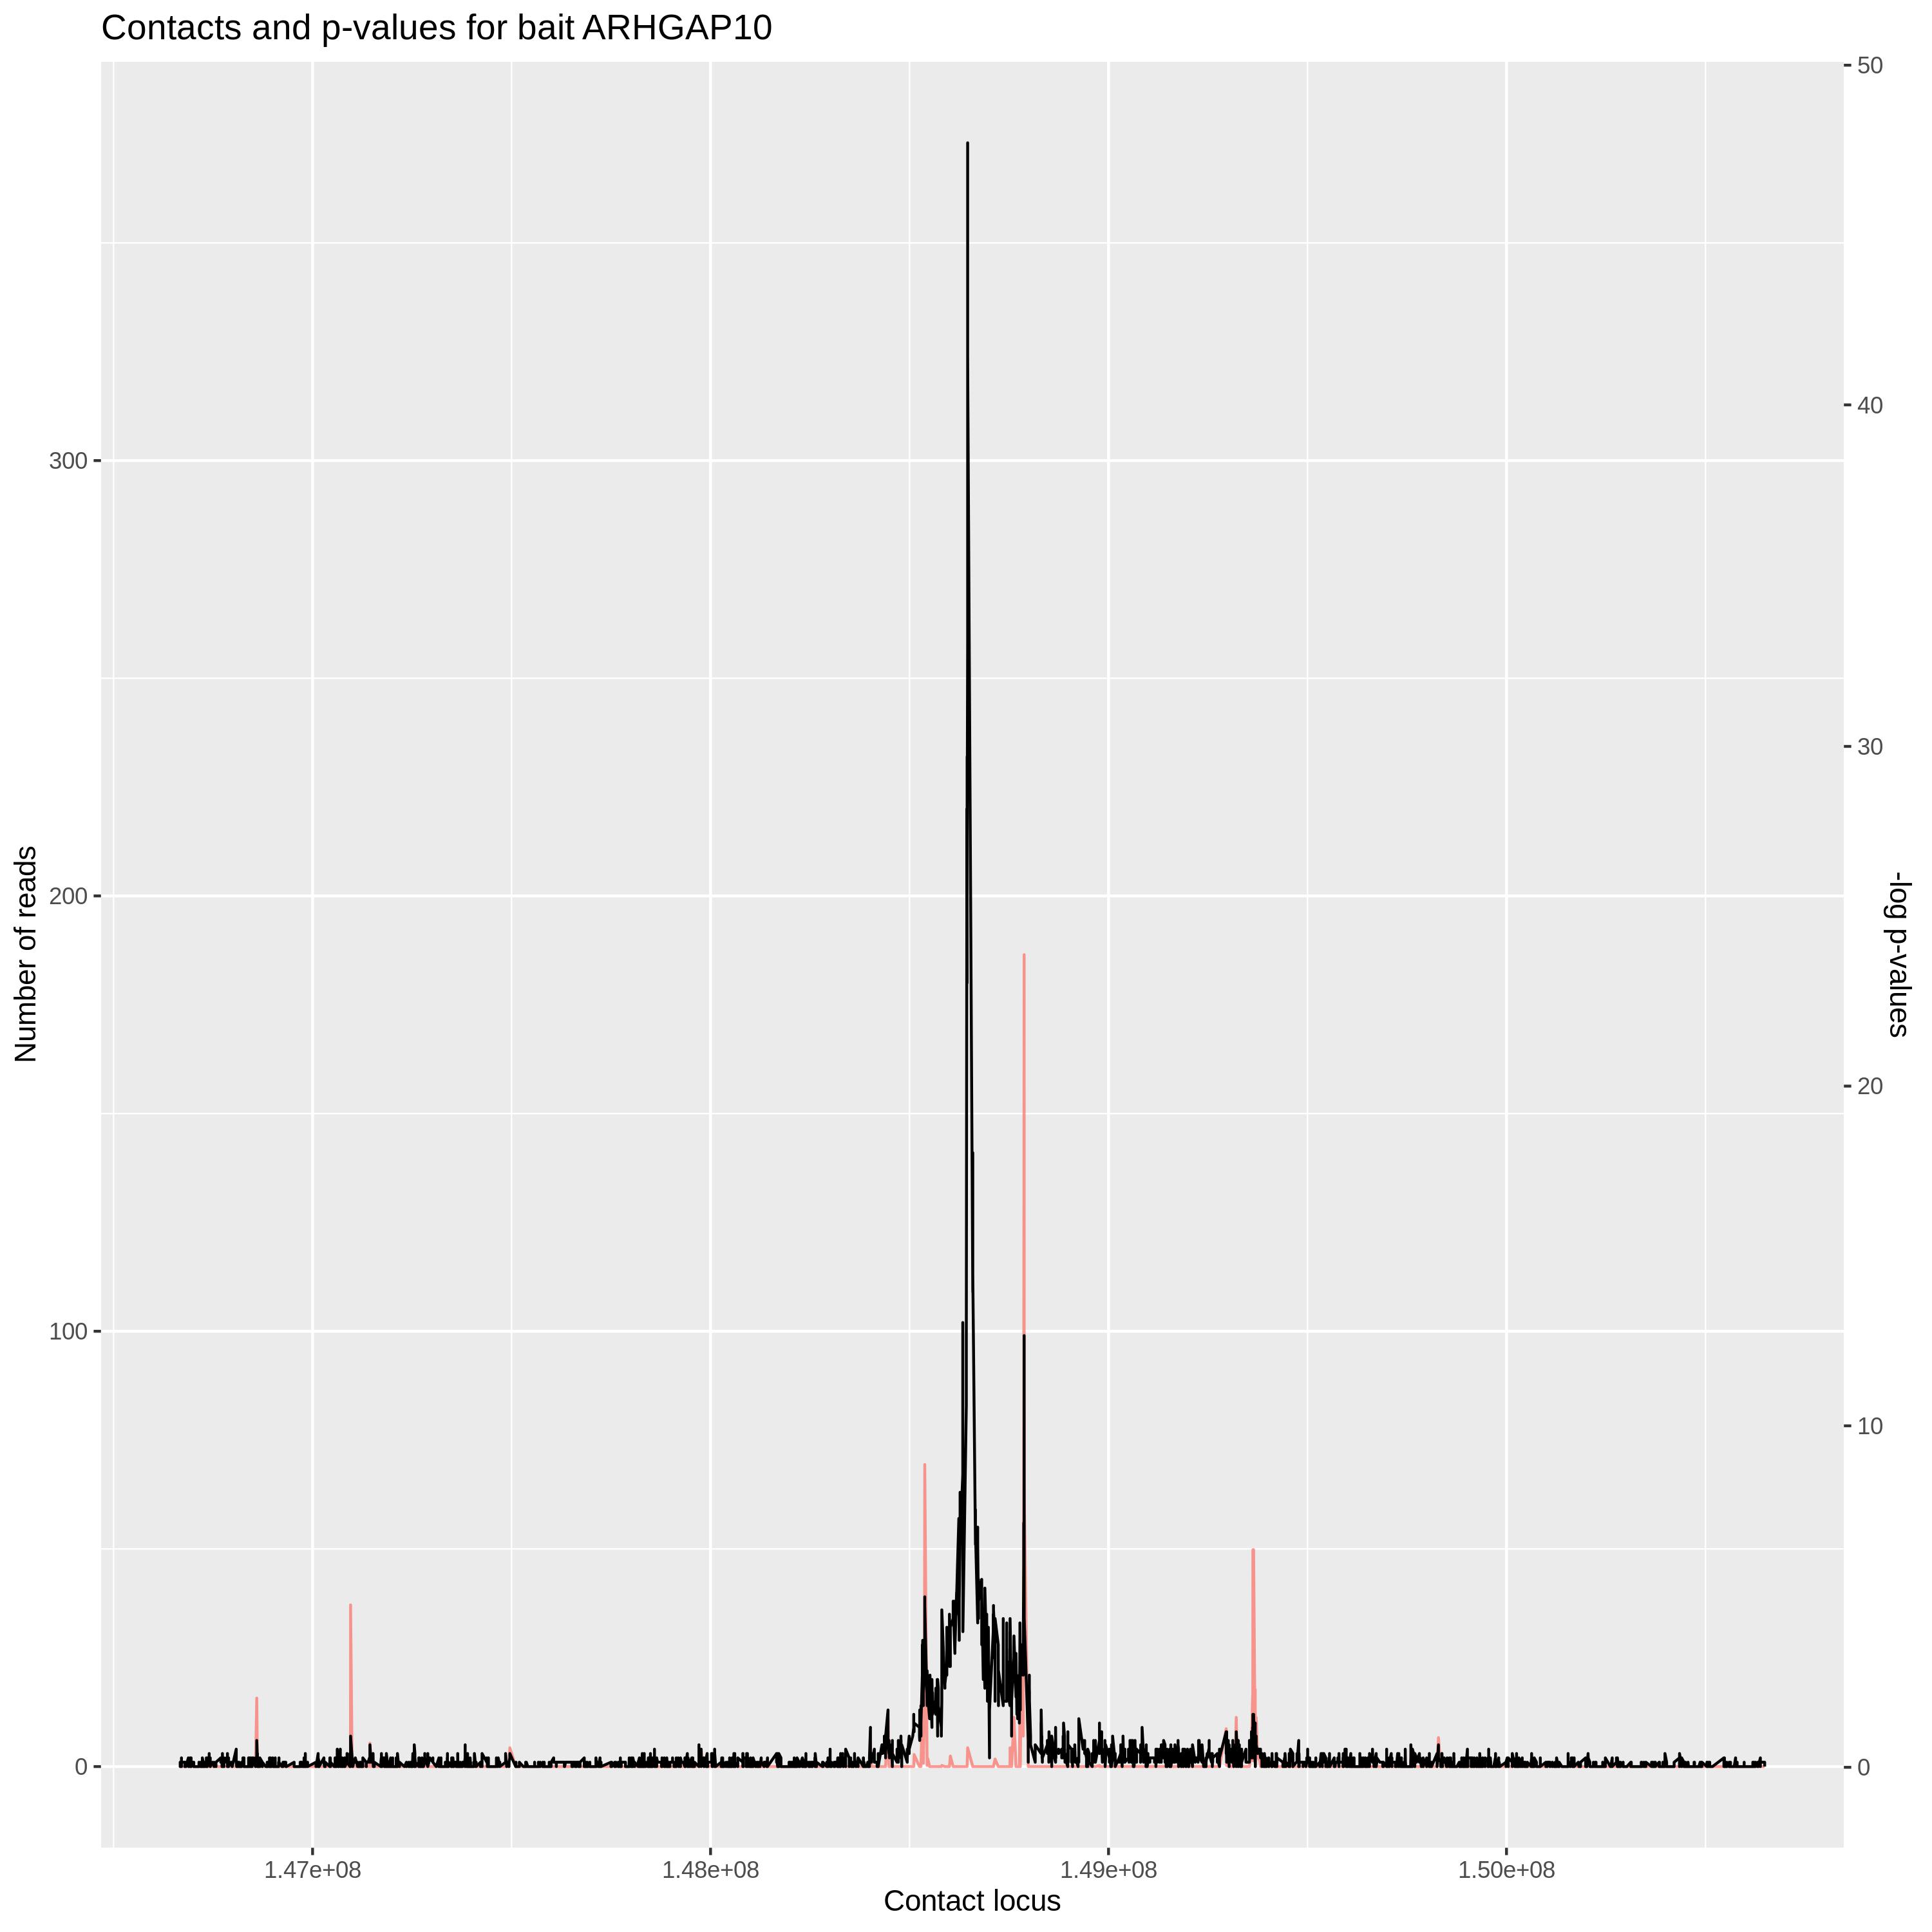 Contacts and p-values for bait ARHGAP10
50
40
300
30
200
20
100
10
0
0
Number of reads
-log p-values
1.47e+08
1.48e+08
1.49e+08
1.50e+08
Contact locus